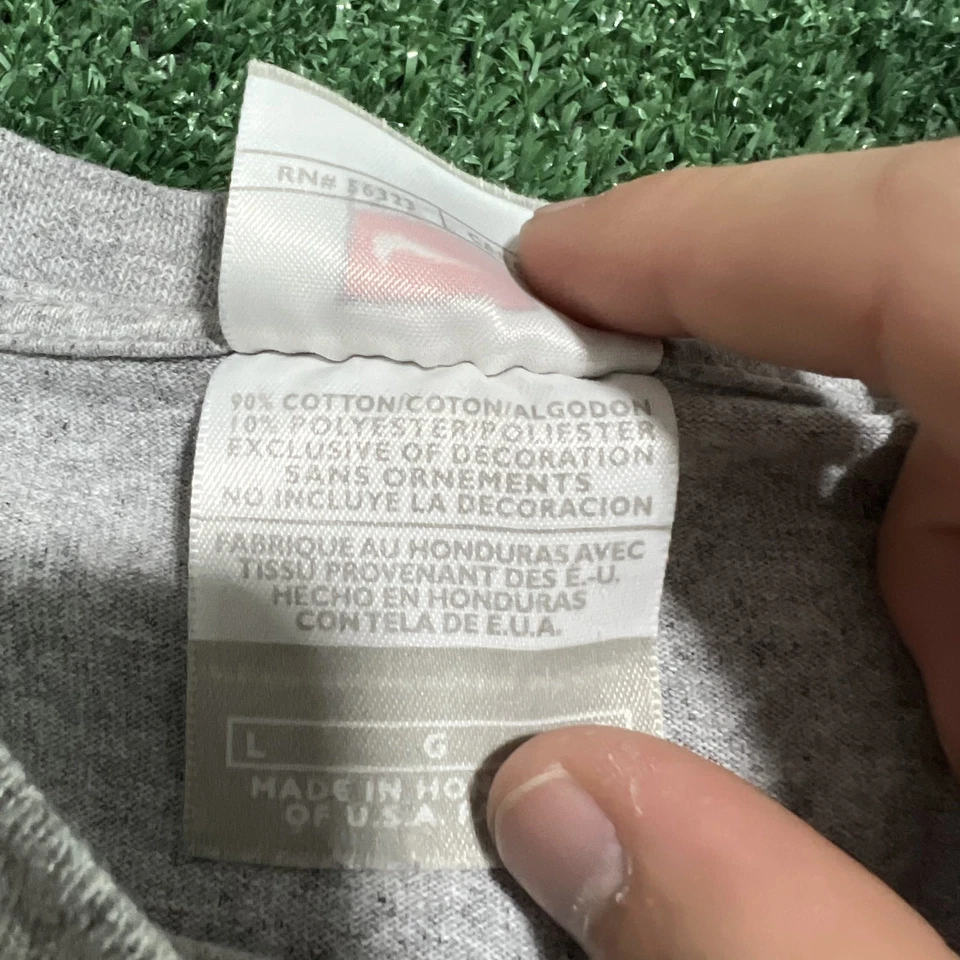 RN# 56323
90% COTTON/COTON/ALGODON
10% POLYESTER/POLIESTER
EXCLUSIVE OF DECORATION
SANS ORNEMENTS
NO INCLUYE LA DECORACION
FABRIQUE AU HONDURAS AVEC
TISSU PROVENANT DES É.-U.
HECHO EN HONDURAS
CON TELA DE E.U.A.
L G
MADE IN HO
OF U.S.A.